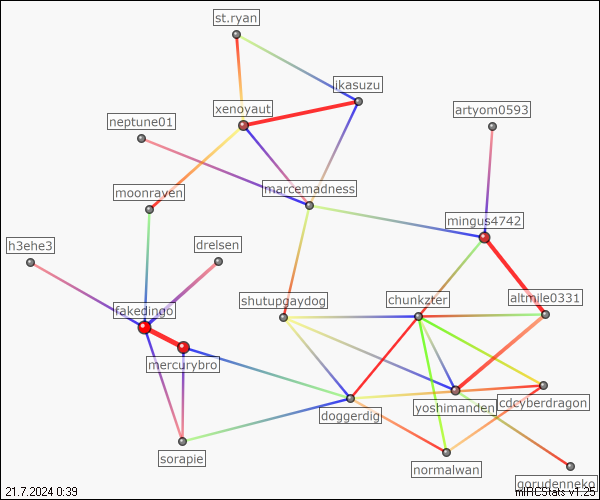 st.ryan
ikasuzu
xenoyaut
artyom0593
neptune01
moonraven
marcemadness
mingus4742
h3ehe3
drelsen
fakedingo
shutupgaydog
chunkzter
altmile0331
mercurybro
doggerdig
yoshimanden
cdcyberdragon
sorapie
normalwan
gorudenneko
21.7.2024 0:39
mIRCStats v1.25